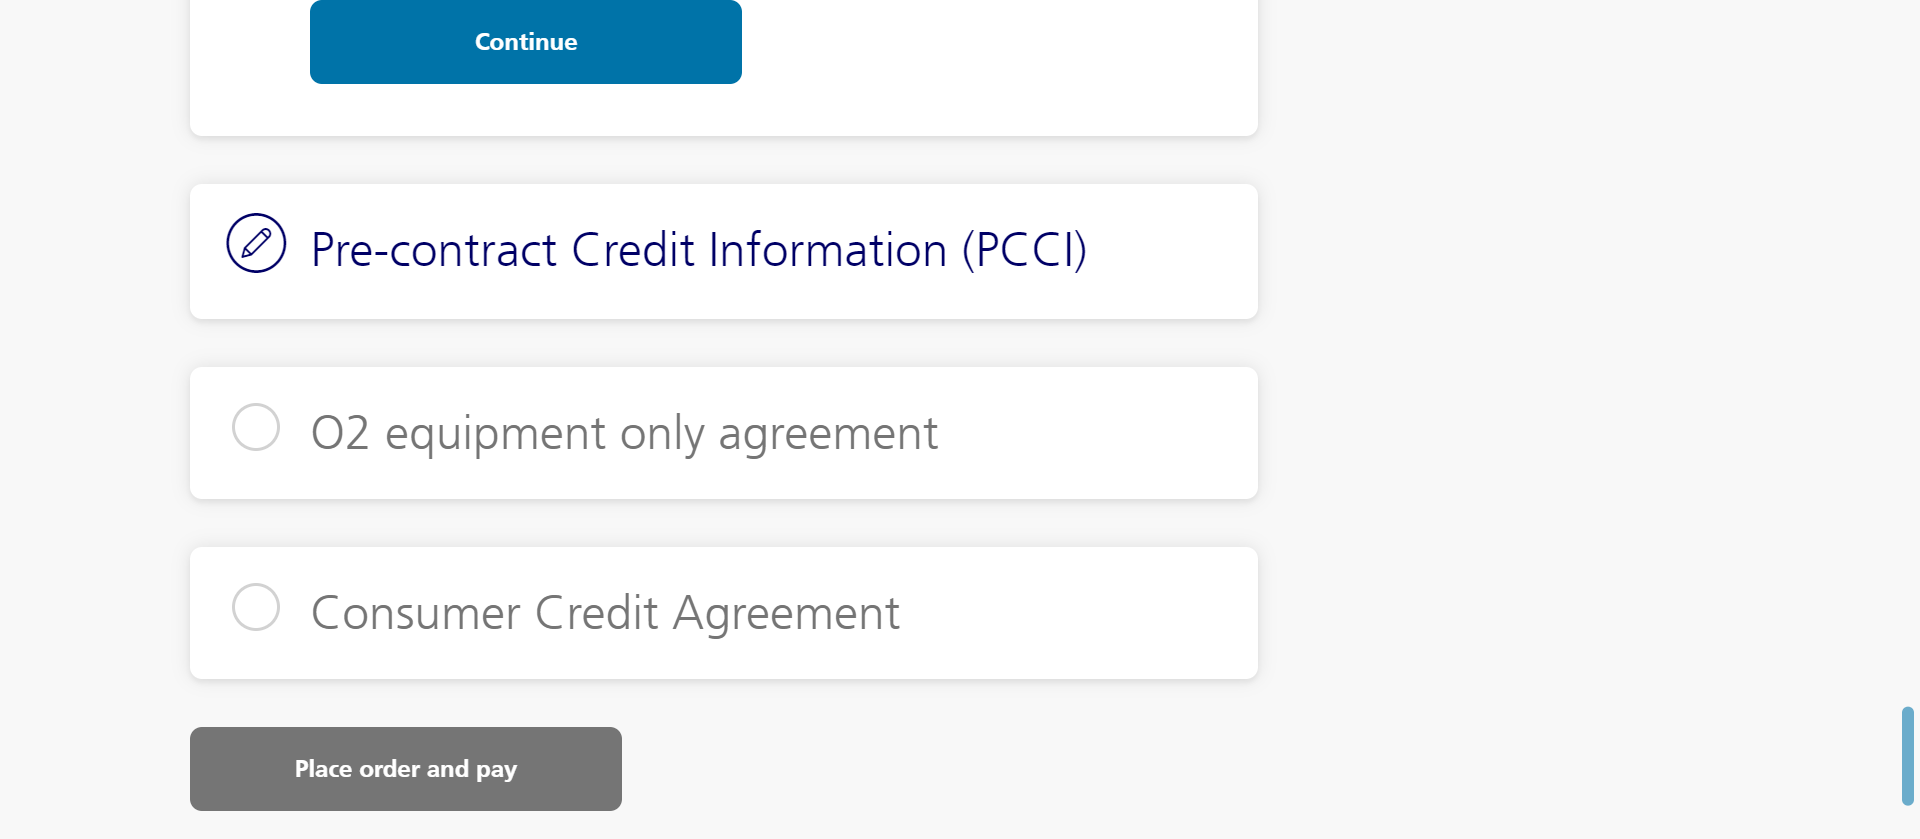 Continue
Pre-contract Credit Information (PCCI)
O2 equipment only agreement
Consumer Credit Agreement
Place order and pay